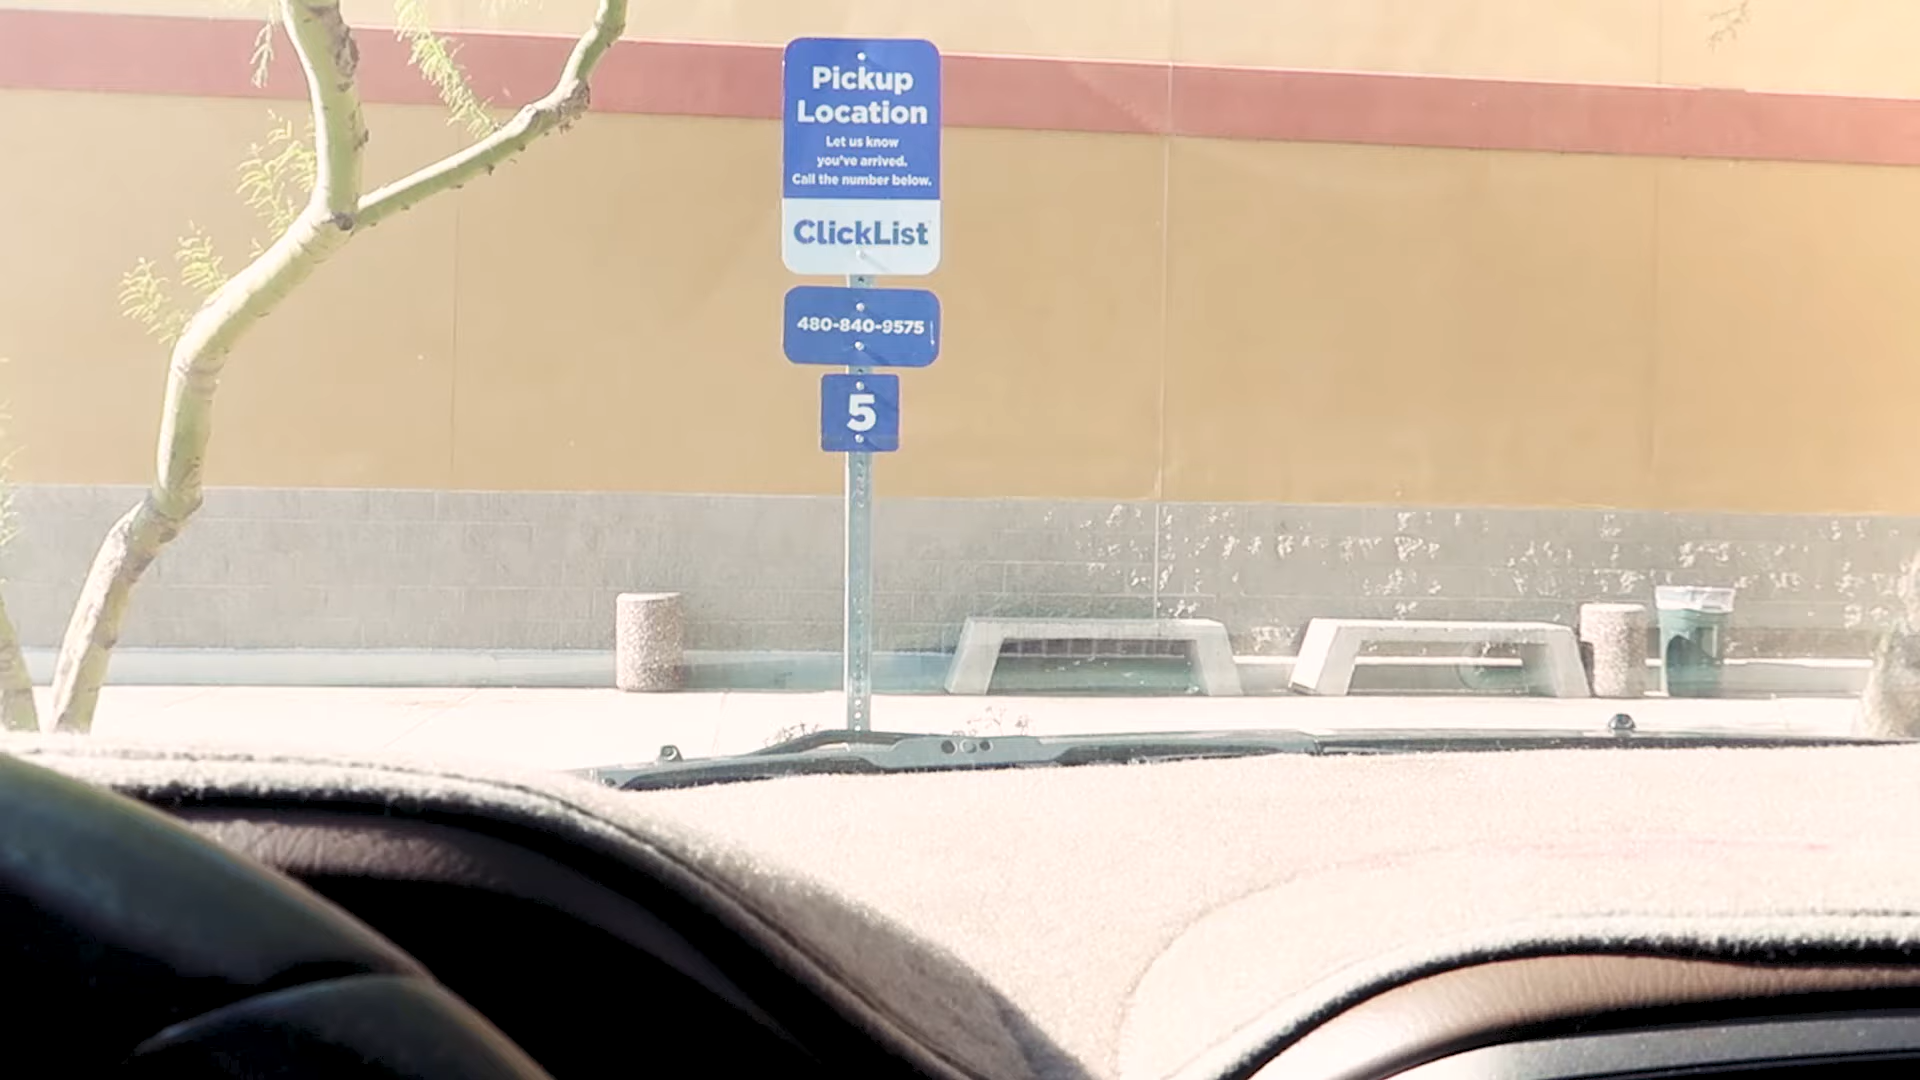 Pickup
Location
Let us know
you've arrived.
Call the number below.
ClickList
480-840-9575
5